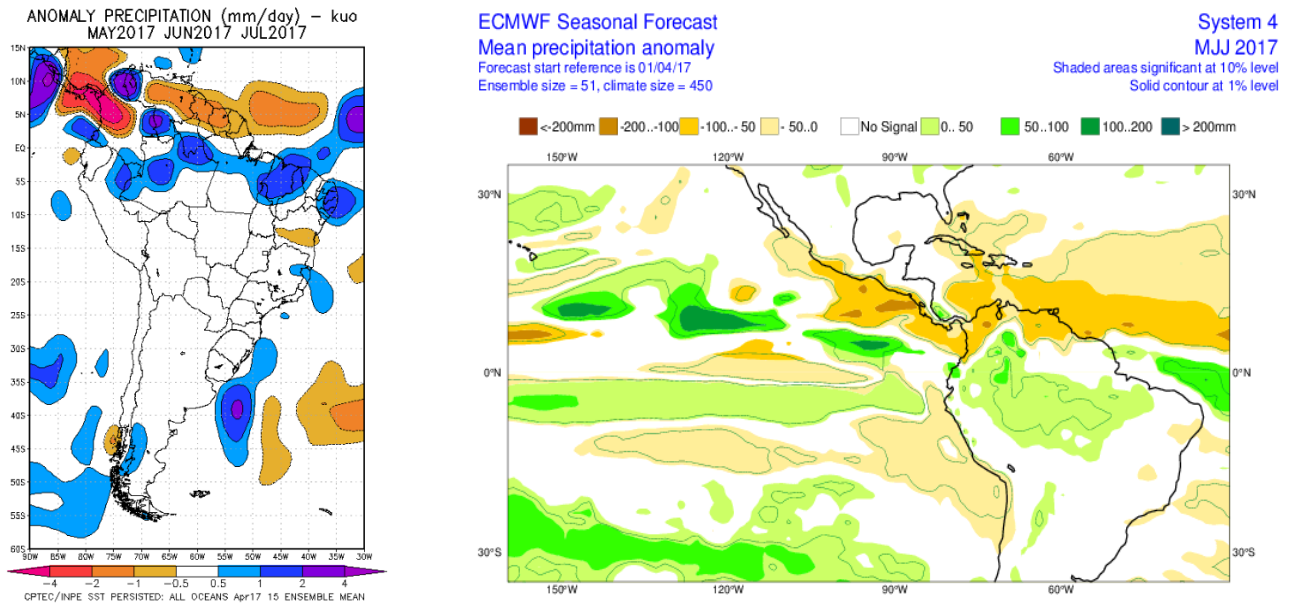 ANOMALY PRECIPITATION (mm/day) – kuo
MAY2017 JUN2017 JUL2017
15N
10N
5N
EQ
5S
10S
15S
20S
25S
30S
35S
40S
45S
50S
55S
60S
90W 85W 80W 75W 70W 65W 60W 55W 50W 45W 40W 35W 30W
−4 −2 −1 −0.5 0.5 1 2 4
CPTEC/INPE SST PERSISTED: ALL OCEANS Apr17 15 ENSEMBLE MEAN
ECMWF Seasonal Forecast
Mean precipitation anomaly
Forecast start reference is 01/04/17
Ensemble size = 51, climate size = 450
System 4
MJJ 2017
Shaded areas significant at 10% level
Solid contour at 1% level
<-200mm -200..-100 -100..- 50 - 50..0 No Signal 0.. 50 50..100 100..200 > 200mm
150°W 120°W 90°W 60°W
30°N 30°N
0°N 0°N
30°S 30°S
150°W 120°W 90°W 60°W